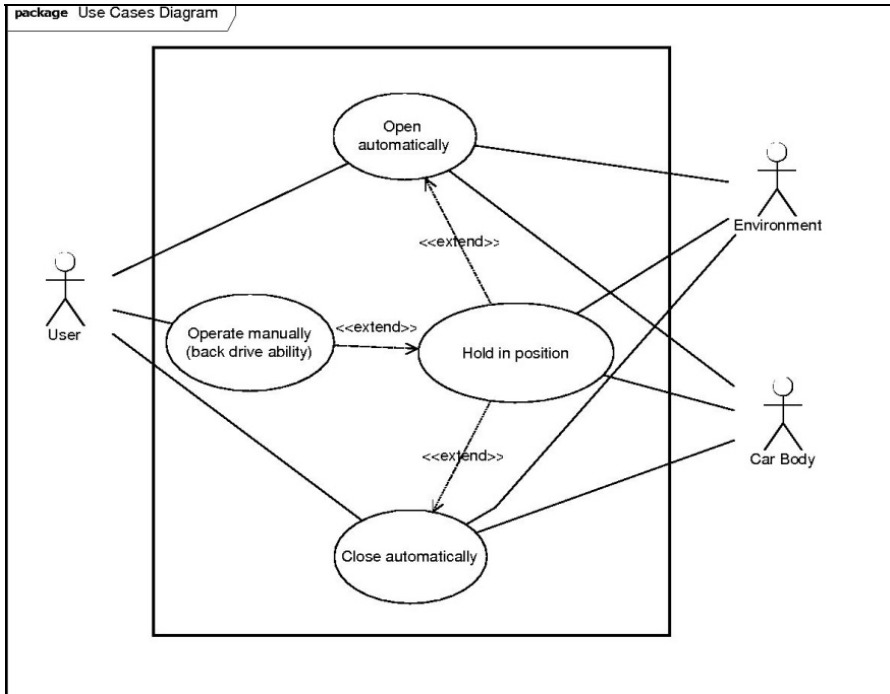 package Use Cases Diagram
Open
automatically
Environment
<<extend>>
User
Operate manually
(back drive ability)
<<extend>>
Hold in position
<<extend>>
Car Body
Close automatically